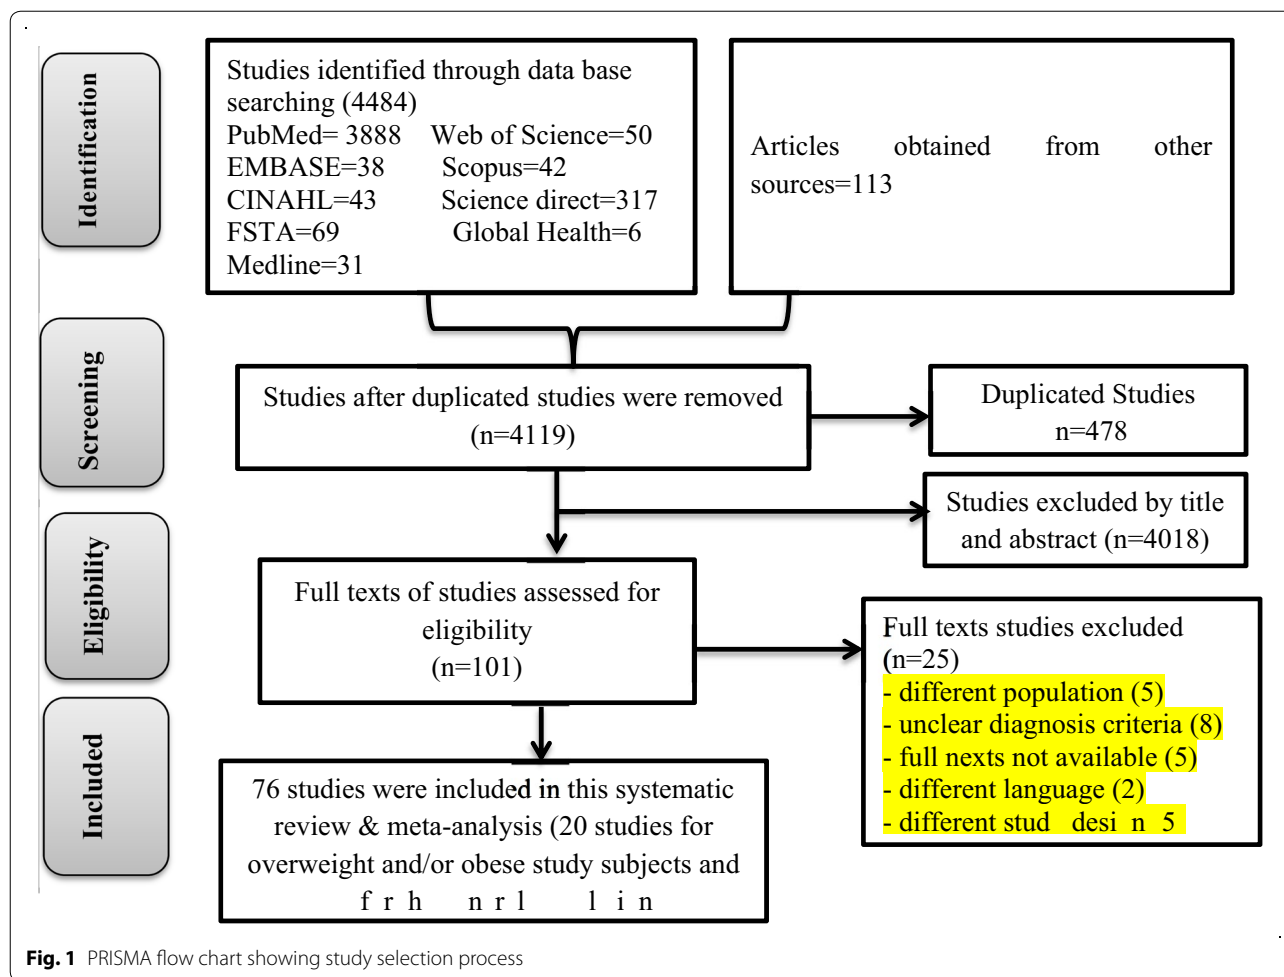 Identification
Studies identified through data base
searching (4484)
PubMed= 3888 Web of Science=50
EMBASE=38 Scopus=42
CINAHL=43 Science direct=317
FSTA=69 Global Health=6
Medline=31
Articles obtained from other
sources=113
Screening
Studies after duplicated studies were removed
(n=4119)
Duplicated Studies
n=478
Studies excluded by title
and abstract (n=4018)
Eligibility
Full texts of studies assessed for
eligibility
(n=101)
Full texts studies excluded
(n=25)
- different population (5)
- unclear diagnosis criteria (8)
- full nexts not available (5)
- different language (2)
- different stud desi n 5
Included
76 studies were included in this systematic
review & meta-analysis (20 studies for
overweight and/or obese study subjects and
Fig. 1 PRISMA flow chart showing study selection process